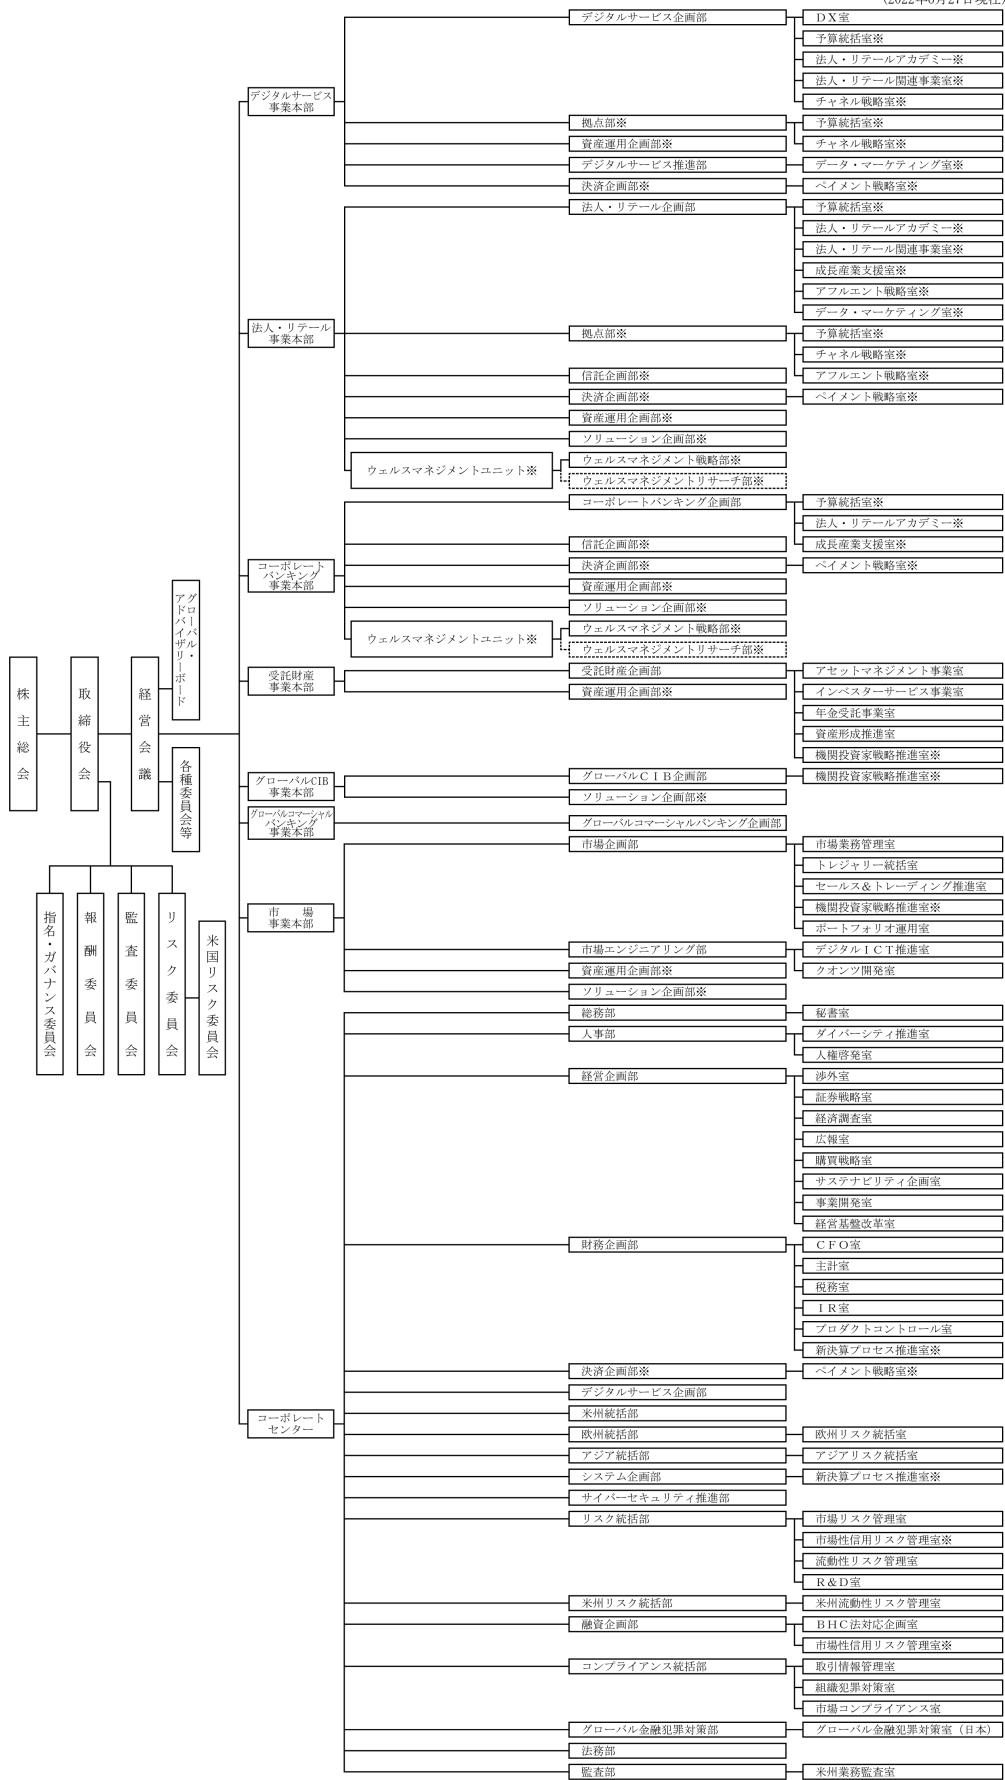 (2022年6月27日現在)
株主総会
取締役会
経営会議
グローバル・
アドバイザリーボード
各種委員会等
指名・ガバナンス委員会
報酬委員会
監査委員会
リスク委員会
米国リスク委員会
デジタルサービス
事業本部
デジタルサービス企画部
DX室
予算統括室※
法人・リテールアカデミー※
法人・リテール関連事業室※
チャネル戦略室※
拠点部※
予算統括室※
チャネル戦略室※
資産運用企画部※
デジタルサービス推進部
データ・マーケティング室※
決済企画部※
ペイメント戦略室※
法人・リテール
事業本部
法人・リテール企画部
予算統括室※
法人・リテールアカデミー※
法人・リテール関連事業室※
成長産業支援室※
アフルエント戦略室※
データ・マーケティング室※
拠点部※
予算統括室※
チャネル戦略室※
アフルエント戦略室※
信託企画部※
決済企画部※
ペイメント戦略室※
資産運用企画部※
ソリューション企画部※
ウェルスマネジメントユニット※
ウェルスマネジメント戦略部※
ウェルスマネジメントリサーチ部※
コーポレート
バンキング
事業本部
コーポレートバンキング企画部
予算統括室※
法人・リテールアカデミー※
成長産業支援室※
信託企画部※
決済企画部※
ペイメント戦略室※
資産運用企画部※
ソリューション企画部※
ウェルスマネジメントユニット※
ウェルスマネジメント戦略部※
ウェルスマネジメントリサーチ部※
受託財産
事業本部
受託財産企画部
アセットマネジメント事業室
資産運用企画部※
インベスターサービス事業室
年金受託事業室
資産形成推進室
機関投資家戦略推進室※
グローバルCIB
事業本部
グローバルCIB企画部
機関投資家戦略推進室※
ソリューション企画部※
グローバルコマーシャル
バンキング
事業本部
グローバルコマーシャルバンキング企画部
市 場
事業本部
市場企画部
市場業務管理室
トレジャリー統括室
セールス&トレーディング推進室
機関投資家戦略推進室※
ポートフォリオ運用室
市場エンジニアリング部
デジタルICT推進室
クオンツ開発室
資産運用企画部※
ソリューション企画部※
コーポレート
センター
総務部
秘書室
人事部
ダイバーシティ推進室
人権啓発室
経営企画部
渉外室
証券戦略室
経済調査室
広報室
購買戦略室
サステナビリティ企画室
事業開発室
経営基盤改革室
財務企画部
CFO室
主計室
税務室
IR室
プロダクトコントロール室
新決算プロセス推進室※
決済企画部※
ペイメント戦略室※
デジタルサービス企画部
米州統括部
欧州統括部
欧州リスク統括室
アジア統括部
アジアリスク統括室
システム企画部
新決算プロセス推進室※
サイバーセキュリティ推進部
リスク統括部
市場リスク管理室
市場性信用リスク管理室※
流動性リスク管理室
R&D室
米州リスク統括部
米州流動性リスク管理室
融資企画部
BHC法対応企画室
市場性信用リスク管理室※
コンプライアンス統括部
取引情報管理室
組織犯罪対策室
市場コンプライアンス室
グローバル金融犯罪対策部
グローバル金融犯罪対策室(日本)
法務部
監査部
米州業務監査室